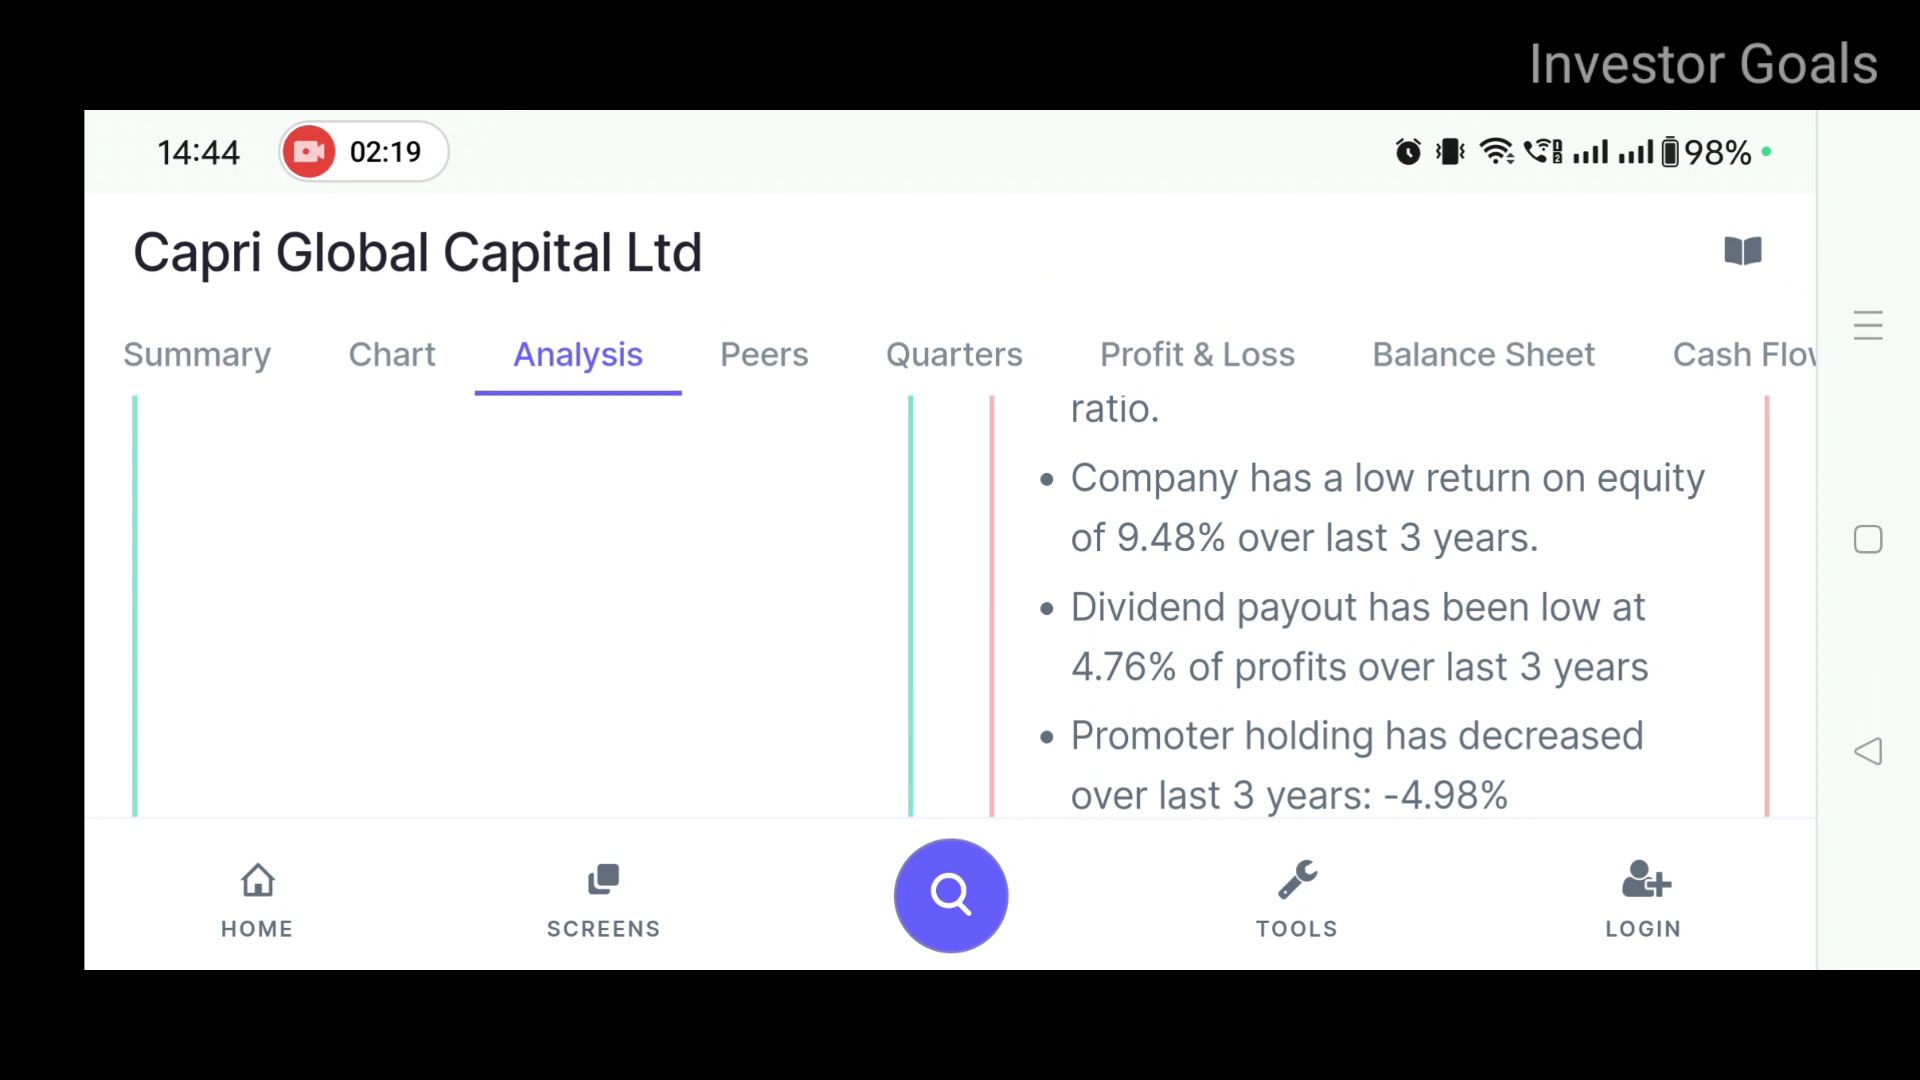 Investor Goals
14:44
02:19
98%
Capri Global Capital Ltd
Summary Chart Analysis Peers Quarters Profit & Loss Balance Sheet Cash Flow
ratio.
• Company has a low return on equity
of 9.48% over last 3 years.
• Dividend payout has been low at
4.76% of profits over last 3 years
• Promoter holding has decreased
over last 3 years: -4.98%
HOME SCREENS TOOLS LOGIN